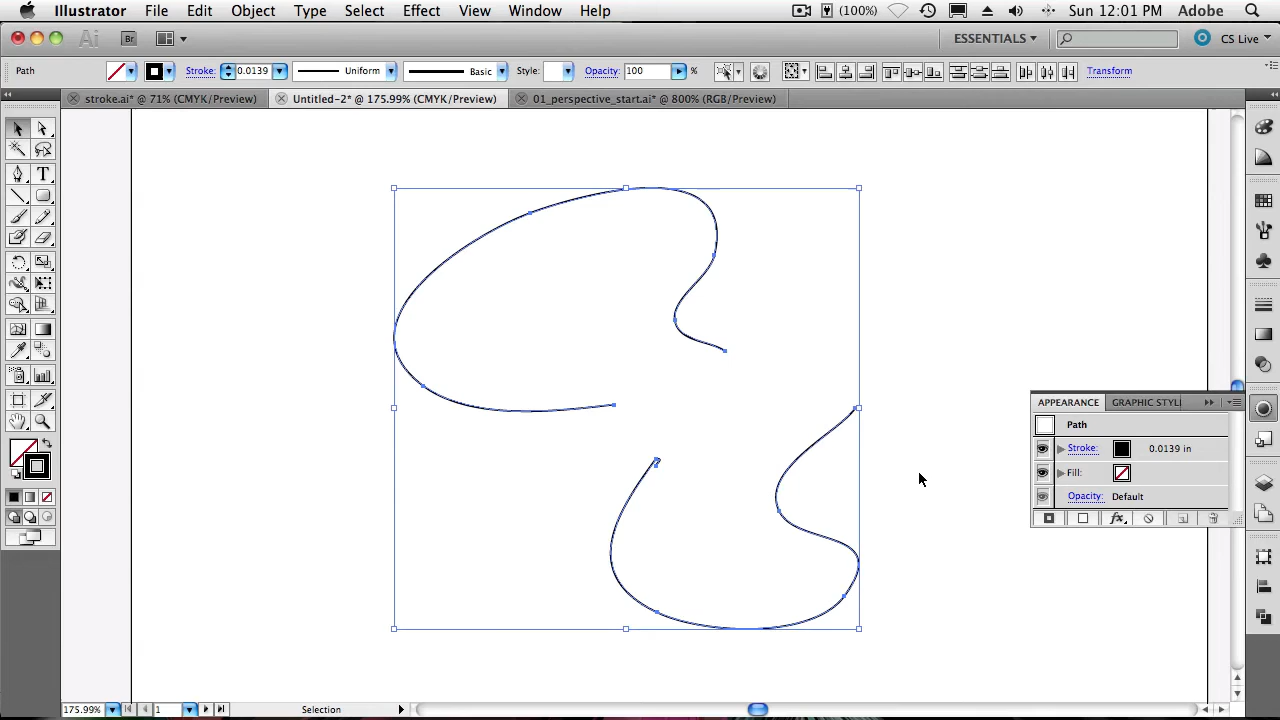 Illustrator File Edit Object Type Select Effect View Window Help (100%) Sun 12:01 PM Adobe
Ai Br ESSENTIALS CS Live
Path Stroke: 0.0139 Uniform Basic Style: Opacity: 100 % Transform
stroke.ai* @ 71% (CMYK/Preview) Untitled-2* @ 175.99% (CMYK/Preview) 01_perspective_start.ai* @ 800% (RGB/Preview)
T
APPEARANCE GRAPHIC STYL
Path
Stroke: 0.0139 in
Fill:
Opacity: Default
fx
175.99% 1 Selection